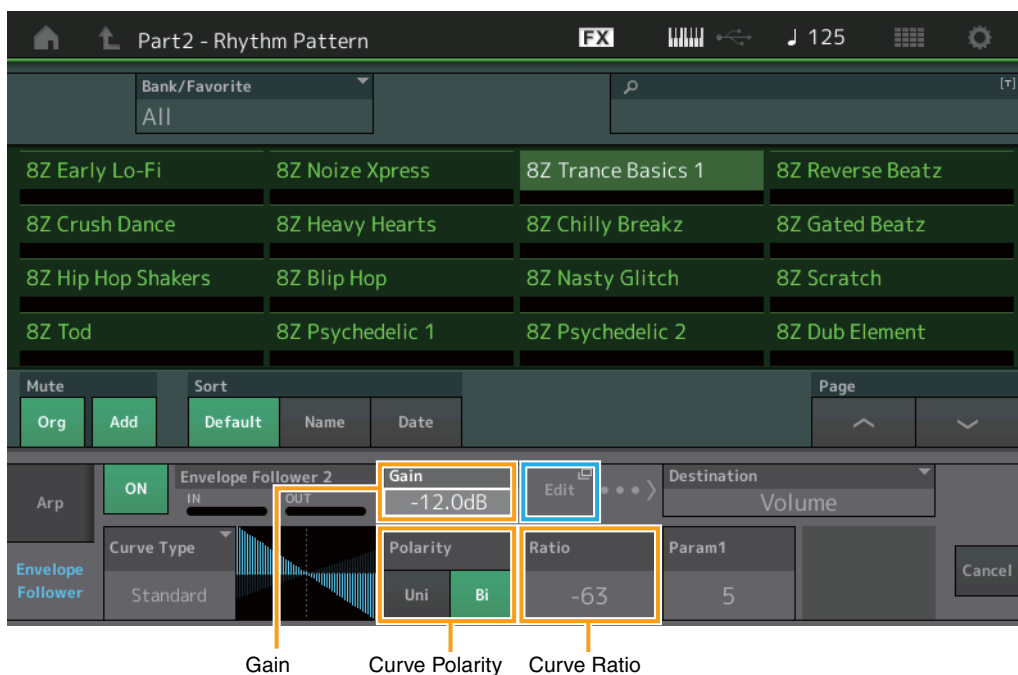 Part2 - Rhythm Pattern
FX
125
Bank/Favorite
All
[T]
8Z Early Lo-Fi
8Z Noize Xpress
8Z Trance Basics 1
8Z Reverse Beatz
8Z Crush Dance
8Z Heavy Hearts
8Z Chilly Breakz
8Z Gated Beatz
8Z Hip Hop Shakers
8Z Blip Hop
8Z Nasty Glitch
8Z Scratch
8Z Tod
8Z Psychedelic 1
8Z Psychedelic 2
8Z Dub Element
Mute
Sort
Page
Org
Add
Default
Name
Date
Arp
ON
Envelope Follower 2
IN
OUT
Gain
-12.0dB
Edit
Destination
Volume
Envelope
Follower
Curve Type
Standard
Polarity
Uni
Bi
Ratio
-63
Param1
5
Cancel
Gain
Curve Polarity
Curve Ratio